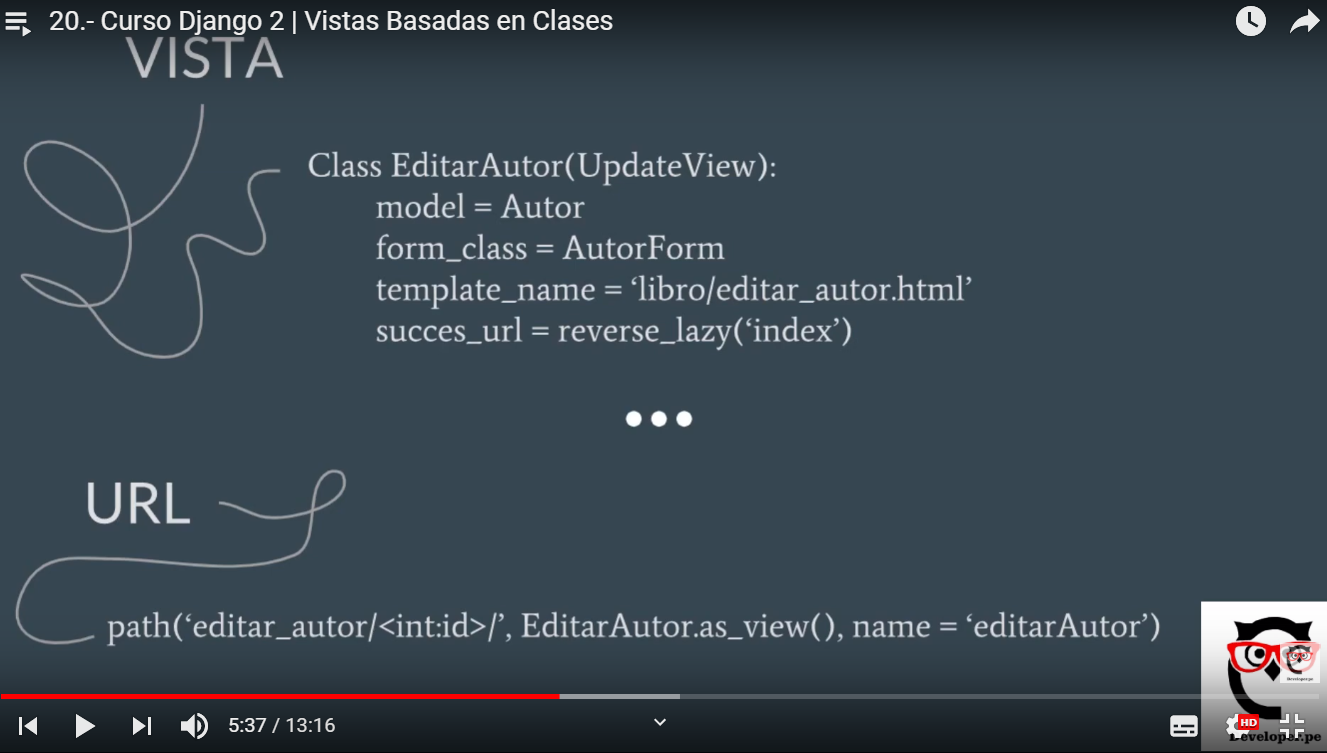 20.- Curso Django 2 | Vistas Basadas en Clases
VISTA
Class EditarAutor(UpdateView):
model = Autor
form_class = AutorForm
template_name = ‘libro/editar_autor.html’
succes_url = reverse_lazy(‘index’)
URL
path(‘editar_autor/<int:id>/’, EditarAutor.as_view(), name = ‘editarAutor’)
Developer.pe
5:37 / 13:16
HD
Developer.pe